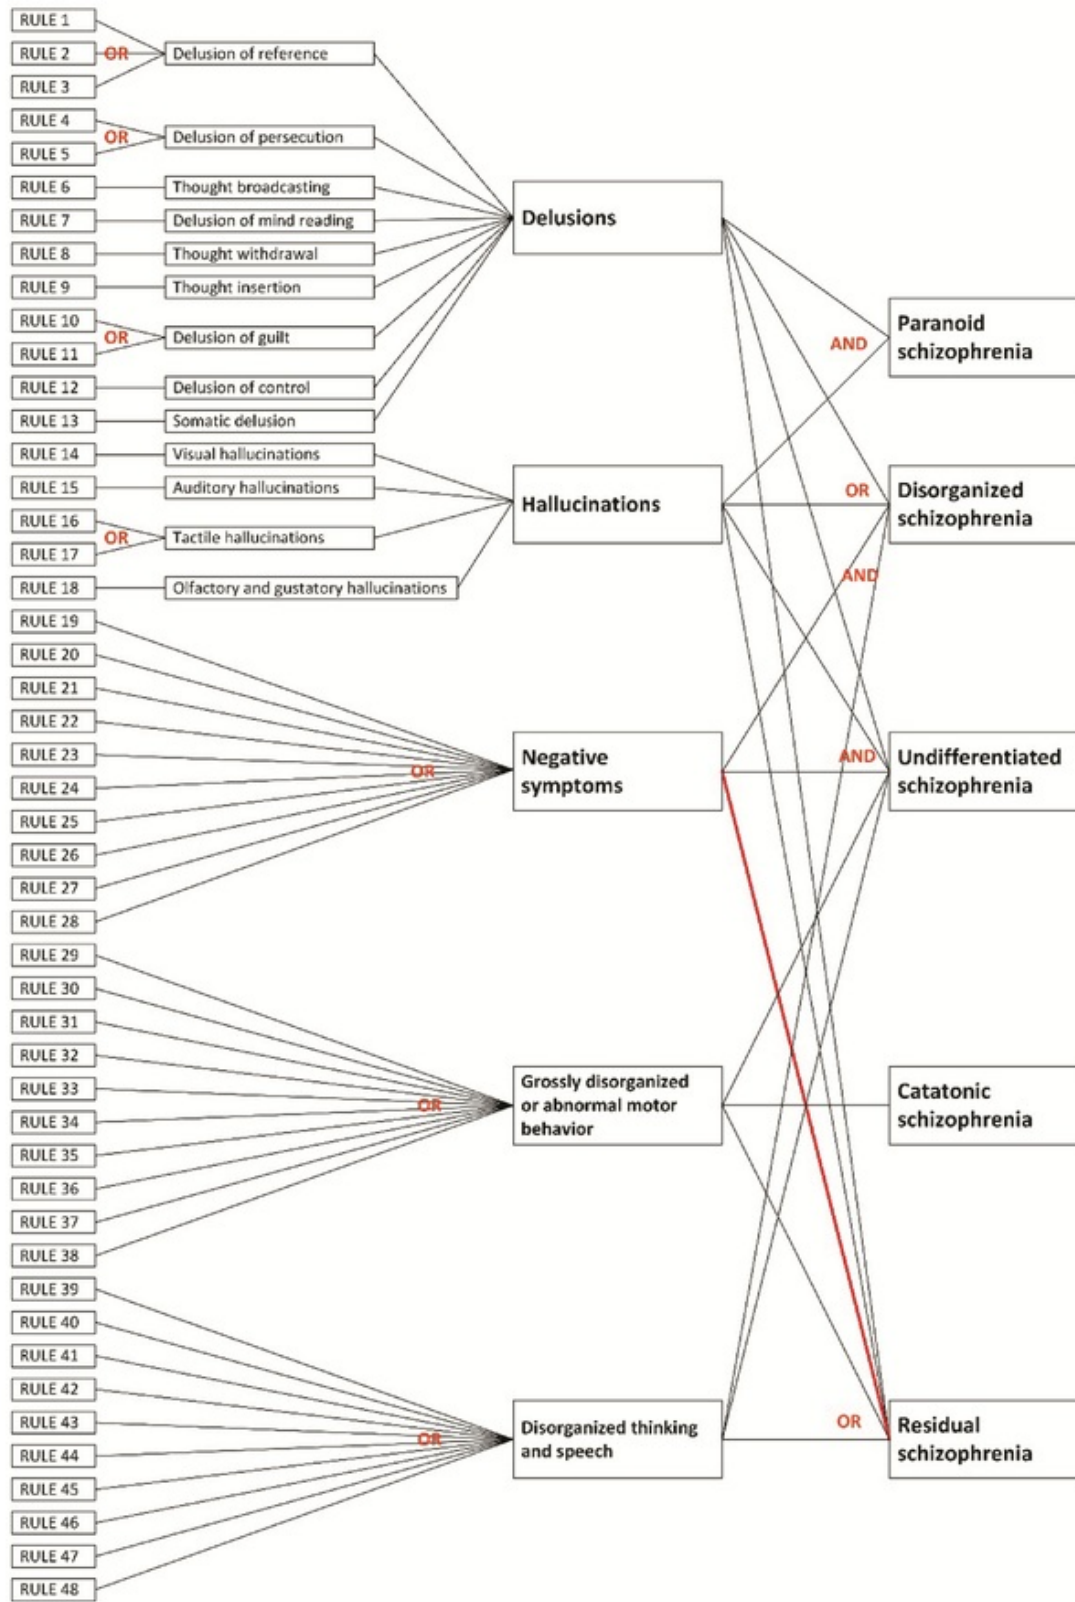 RULE 1
RULE 2
OR
Delusion of reference
RULE 3
RULE 4
OR
Delusion of persecution
RULE 5
RULE 6
Thought broadcasting
RULE 7
Delusion of mind reading
RULE 8
Thought withdrawal
RULE 9
Thought insertion
RULE 10
OR
Delusion of guilt
RULE 11
RULE 12
Delusion of control
RULE 13
Somatic delusion
RULE 14
Visual hallucinations
RULE 15
Auditory hallucinations
RULE 16
OR
Tactile hallucinations
RULE 17
RULE 18
Olfactory and gustatory hallucinations
RULE 19
RULE 20
RULE 21
RULE 22
RULE 23
OR
RULE 24
RULE 25
RULE 26
RULE 27
RULE 28
RULE 29
RULE 30
RULE 31
RULE 32
RULE 33
OR
RULE 34
RULE 35
RULE 36
RULE 37
RULE 38
RULE 39
RULE 40
RULE 41
RULE 42
RULE 43
OR
RULE 44
RULE 45
RULE 46
RULE 47
RULE 48
Delusions
Hallucinations
Negative
symptoms
Grossly disorganized
or abnormal motor
behavior
Disorganized thinking
and speech
AND
OR
AND
AND
OR
Paranoid
schizophrenia
Disorganized
schizophrenia
Undifferentiated
schizophrenia
Catatonic
schizophrenia
Residual
schizophrenia